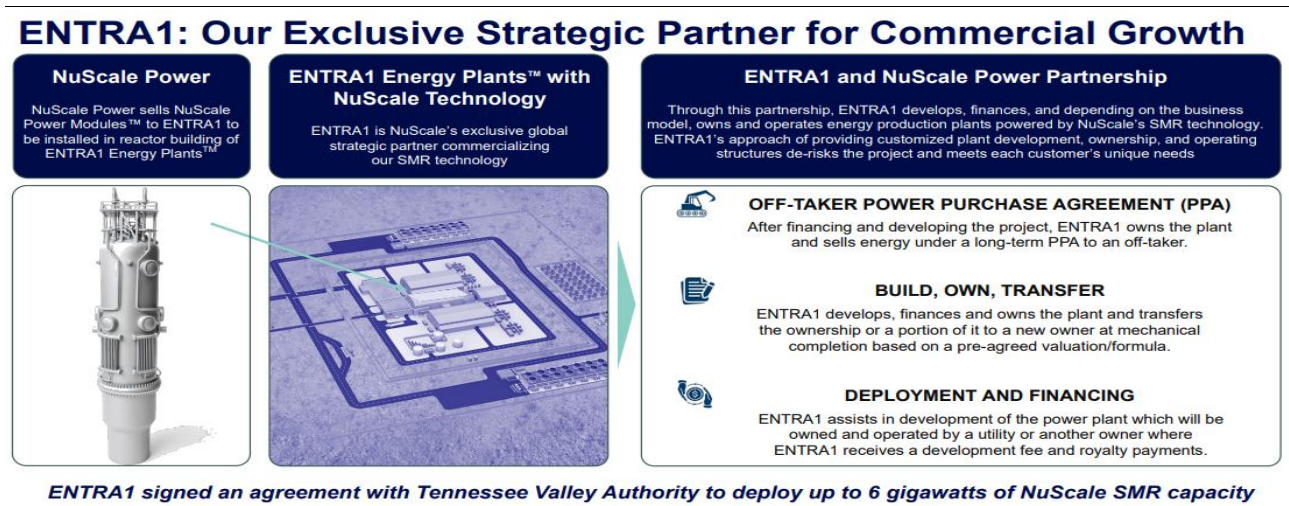 ENTRA1: Our Exclusive Strategic Partner for Commercial Growth
NuScale Power
NuScale Power sells NuScale
Power Modules™ to ENTRA1 to
be installed in reactor building of
ENTRA1 Energy Plants™
ENTRA1 Energy Plants™ with
NuScale Technology
ENTRA1 is NuScale's exclusive global
strategic partner commercializing
our SMR technology
ENTRA1 and NuScale Power Partnership
Through this partnership, ENTRA1 develops, finances, and depending on the business
model, owns and operates energy production plants powered by NuScale's SMR technology.
ENTRA1's approach of providing customized plant development, ownership, and operating
structures de-risks the project and meets each customer's unique needs
OFF-TAKER POWER PURCHASE AGREEMENT (PPA)
After financing and developing the project, ENTRA1 owns the plant
and sells energy under a long-term PPA to an off-taker.
BUILD, OWN, TRANSFER
ENTRA1 develops, finances and owns the plant and transfers
the ownership or a portion of it to a new owner at mechanical
completion based on a pre-agreed valuation/formula.
DEPLOYMENT AND FINANCING
ENTRA1 assists in development of the power plant which will be
owned and operated by a utility or another owner where
ENTRA1 receives a development fee and royalty payments.
ENTRA1 signed an agreement with Tennessee Valley Authority to deploy up to 6 gigawatts of NuScale SMR capacity